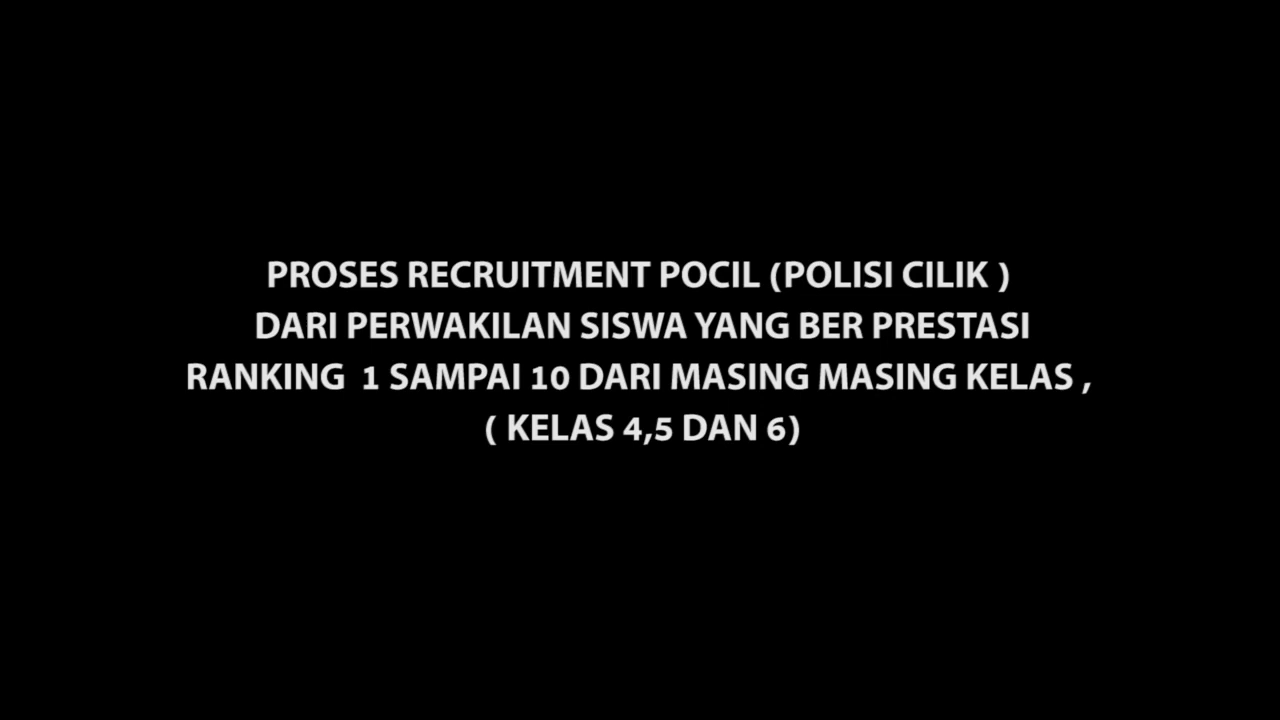 PROSES RECRUITMENT POCIL (POLISI CILIK )
DARI PERWAKILAN SISWA YANG BER PRESTASI
RANKING  1 SAMPAI 10 DARI MASING MASING KELAS ,
( KELAS 4,5 DAN 6)